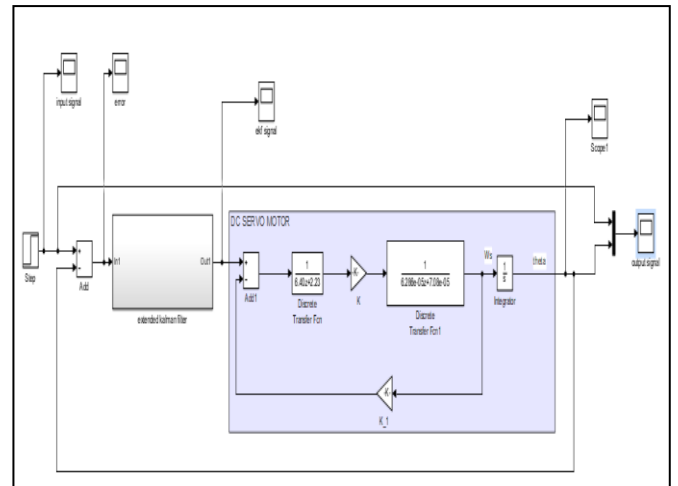 input signal
error
ekf signal
Scope1
output signal
Step
+
-
Add
In1
Out1
extended kalman filter
DC SERVO MOTOR
+
-
Add1
1
Discrete
Transfer Fcn
-K-
K
1
Discrete
Transfer Fcn1
Ws
1
s
Integrator
theta
-K-
K_1